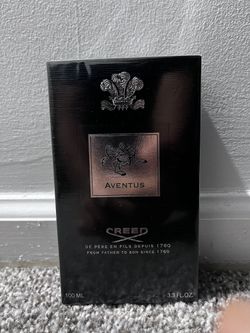 AVENTUS
CREED
DE PERE EN FILS DEPUIS 1760
FROM FATHER TO SON SINCE 1760
100 ML 3.3 FL.OZ